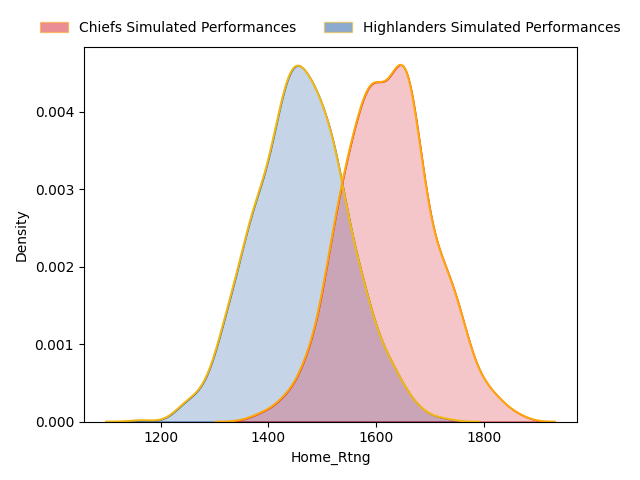 Chiefs Simulated Performances Highlanders Simulated Performances
0.004
0.003
0.002
0.001
0.000
Density
1200 1400 1600 1800
Home_Rtng